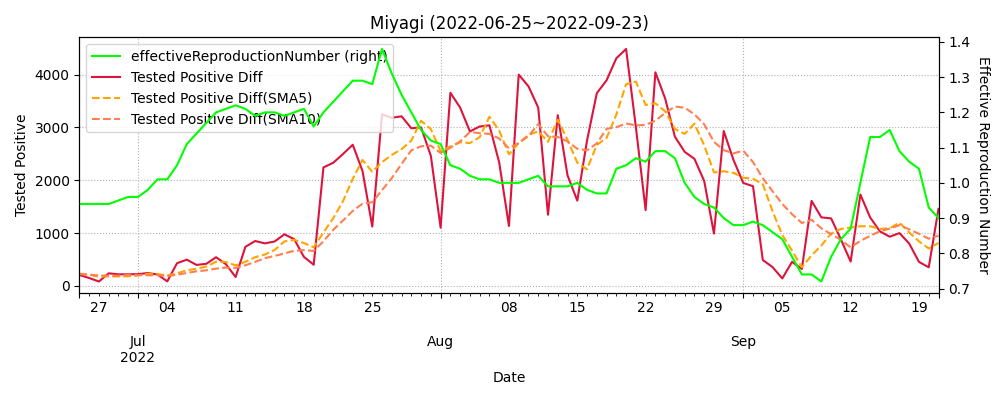 Miyagi (2022-06-25~2022-09-23)
effectiveReproductionNumber (right)
Tested Positive Diff
Tested Positive Diff(SMA5)
Tested Positive Diff(SMA10)
Tested Positive
4000
3000
2000
1000
0
1.4
1.3
1.2
1.1
1.0
0.9
0.8
0.7
Effective Reproduction Number
27 04 11 18 25 08 15 22 29 05 12 19
Jul Aug Sep
2022
Date